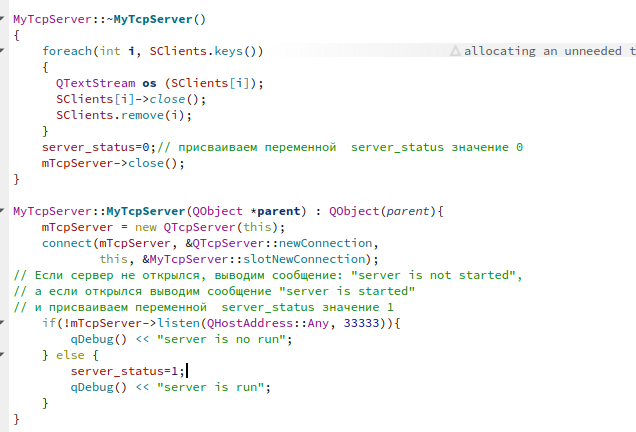 MyTcpServer::~MyTcpServer()
{
    foreach(int i, SClients.keys())    allocating an unneeded t
    {
      QTextStream os (SClients[i]);
      SClients[i]->close();
      SClients.remove(i);
    }
    server_status=0;// присваиваем переменной  server_status значение 0
    mTcpServer->close();
}

MyTcpServer::MyTcpServer(QObject *parent) : QObject(parent){
    mTcpServer = new QTcpServer(this);
    connect(mTcpServer, &QTcpServer::newConnection,
            this, &MyTcpServer::slotNewConnection);
// Если сервер не открылся, выводим сообщение: "server is not started",
// а если открылся выводим сообщение "server is started"
// и присваиваем переменной  server_status значение 1
    if(!mTcpServer->listen(QHostAddress::Any, 33333)){
        qDebug() << "server is no run";
    } else {
        server_status=1;
        qDebug() << "server is run";
    }
}